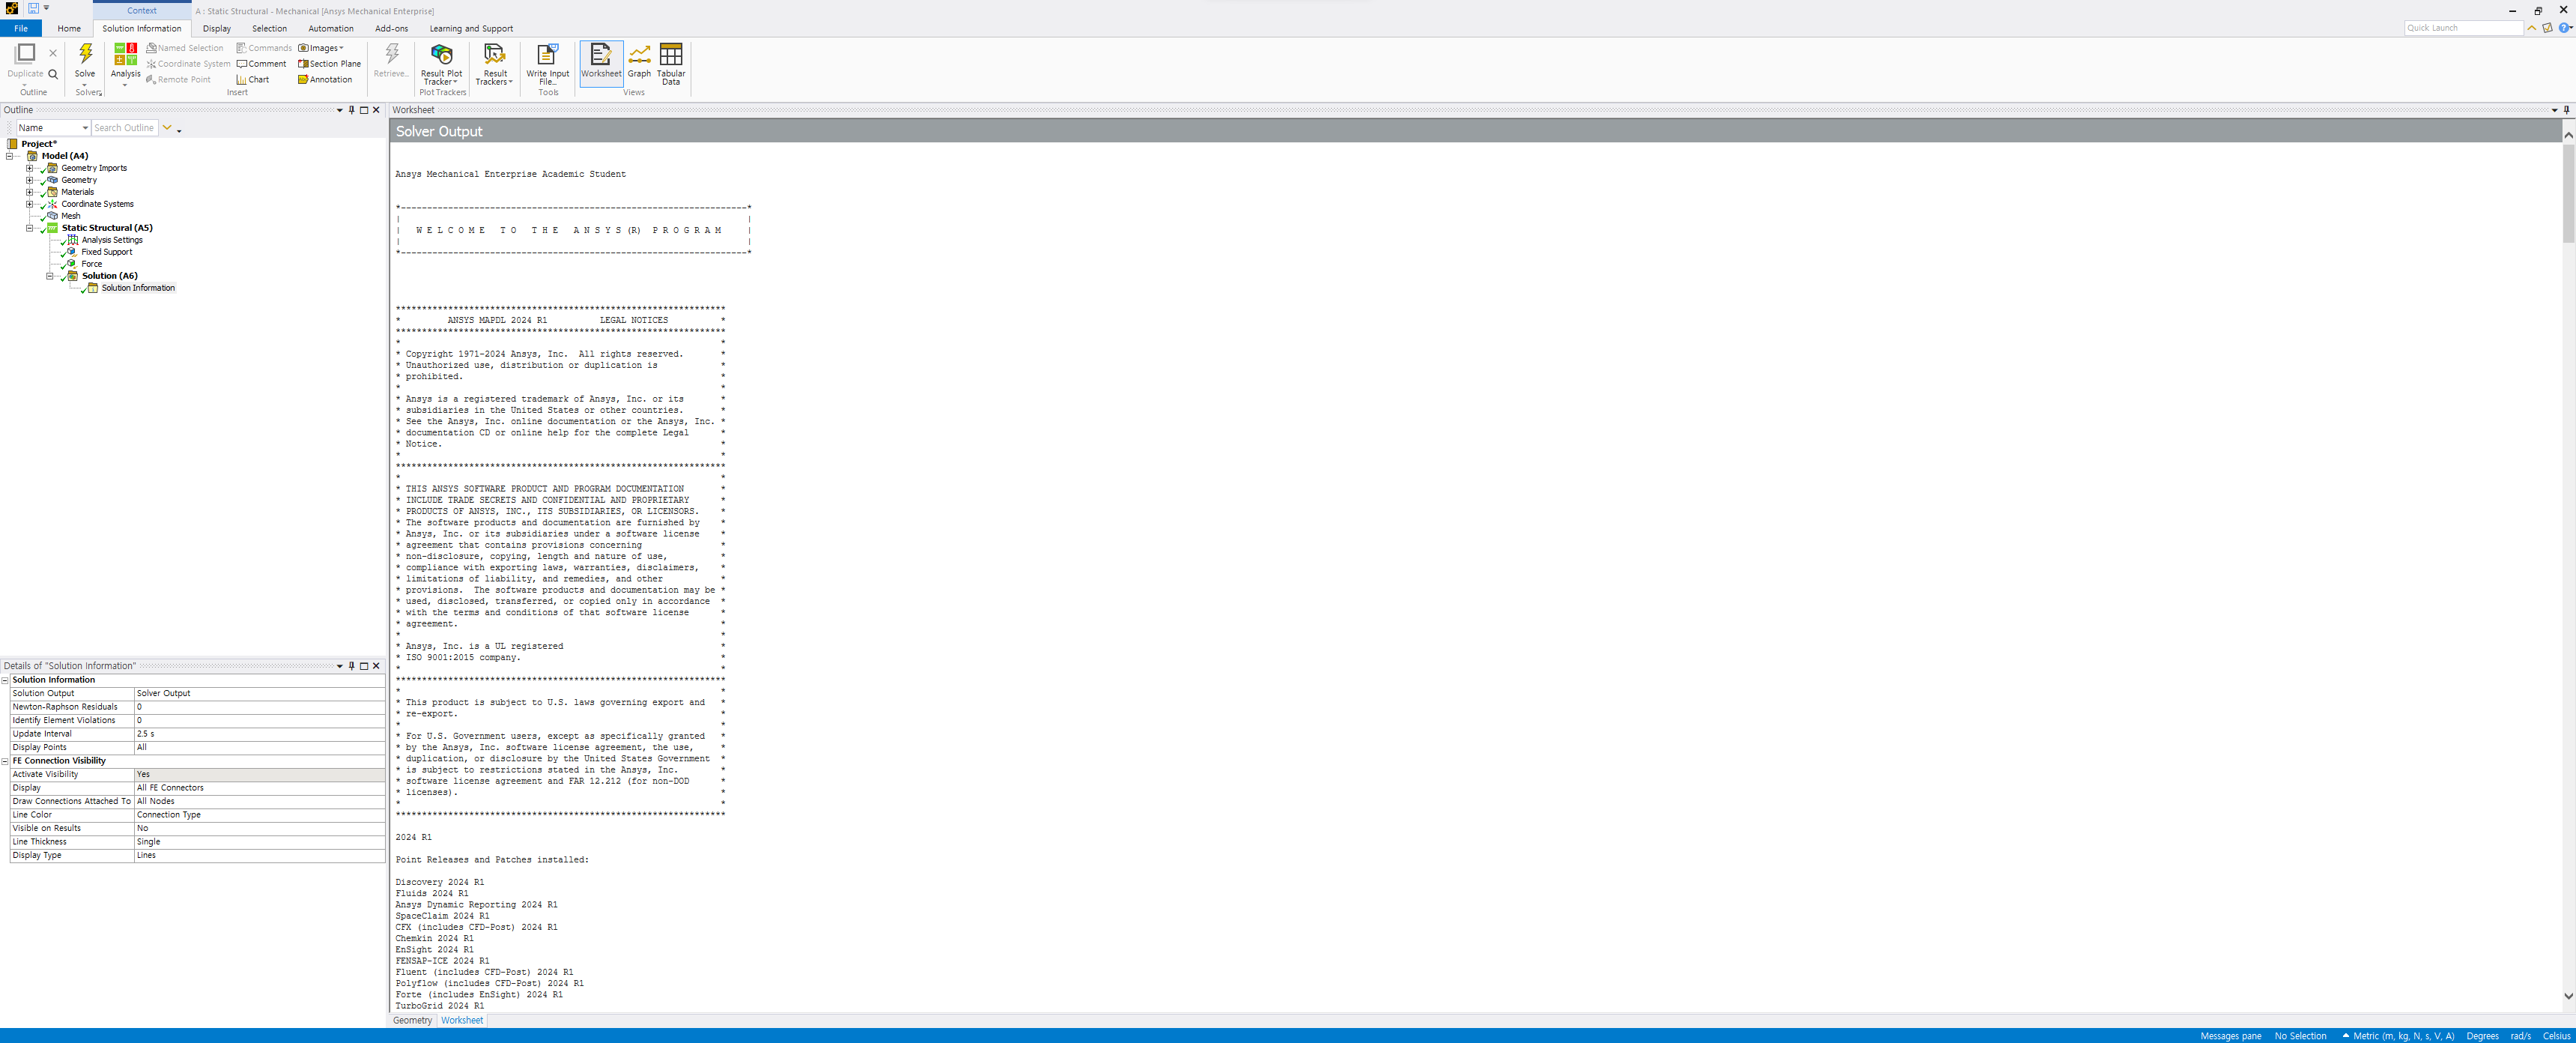 Context
A : Static Structural - Mechanical [Ansys Mechanical Enterprise]
File Home Solution Information Display Selection Automation Add-ons Learning and Support
Quick Launch
Duplicate
Outline
Solve
Solver
Analysis
Named Selection
Coordinate System
Remote Point
Commands
Comment
Chart
Images
Section Plane
Annotation
Insert
Retrieve...
Result Plot
Tracker
Plot Trackers
Result
Trackers
Write Input
File...
Tools
Worksheet
Graph
Tabular
Data
Views
Outline
Name Search Outline
Project*
Model (A4)
Geometry Imports
Geometry
Materials
Coordinate Systems
Mesh
Static Structural (A5)
Analysis Settings
Fixed Support
Force
Solution (A6)
Solution Information
Details of "Solution Information"
Solution Information
Solution Output Solver Output
Newton-Raphson Residuals 0
Identify Element Violations 0
Update Interval 2.5 s
Display Points All
FE Connection Visibility
Activate Visibility Yes
Display All FE Connectors
Draw Connections Attached To All Nodes
Line Color Connection Type
Visible on Results No
Line Thickness Single
Display Type Lines
Worksheet
Solver Output
Ansys Mechanical Enterprise Academic Student
*------------------------------------------------------------------*
|                                                                  |
|   W E L C O M E   T O   T H E   A N S Y S (R)  P R O G R A M     |
|                                                                  |
*------------------------------------------------------------------*
***************************************************************
*         ANSYS MAPDL 2024 R1          LEGAL NOTICES          *
***************************************************************
*                                                             *
* Copyright 1971-2024 Ansys, Inc.  All rights reserved.       *
* Unauthorized use, distribution or duplication is            *
* prohibited.                                                 *
*                                                             *
* Ansys is a registered trademark of Ansys, Inc. or its       *
* subsidiaries in the United States or other countries.       *
* See the Ansys, Inc. online documentation or the Ansys, Inc. *
* documentation CD or online help for the complete Legal      *
* Notice.                                                     *
*                                                             *
***************************************************************
*                                                             *
* THIS ANSYS SOFTWARE PRODUCT AND PROGRAM DOCUMENTATION       *
* INCLUDE TRADE SECRETS AND CONFIDENTIAL AND PROPRIETARY      *
* PRODUCTS OF ANSYS, INC., ITS SUBSIDIARIES, OR LICENSORS.    *
* The software products and documentation are furnished by    *
* Ansys, Inc. or its subsidiaries under a software license    *
* agreement that contains provisions concerning               *
* non-disclosure, copying, length and nature of use,          *
* compliance with exporting laws, warranties, disclaimers,    *
* limitations of liability, and remedies, and other           *
* provisions.  The software products and documentation may be *
* used, disclosed, transferred, or copied only in accordance  *
* with the terms and conditions of that software license      *
* agreement.                                                  *
*                                                             *
* Ansys, Inc. is a UL registered                              *
* ISO 9001:2015 company.                                      *
*                                                             *
***************************************************************
*                                                             *
* This product is subject to U.S. laws governing export and   *
* re-export.                                                  *
*                                                             *
* For U.S. Government users, except as specifically granted   *
* by the Ansys, Inc. software license agreement, the use,     *
* duplication, or disclosure by the United States Government  *
* is subject to restrictions stated in the Ansys, Inc.        *
* software license agreement and FAR 12.212 (for non-DOD      *
* licenses).                                                  *
*                                                             *
***************************************************************
2024 R1
Point Releases and Patches installed:
Discovery 2024 R1
Fluids 2024 R1
Ansys Dynamic Reporting 2024 R1
SpaceClaim 2024 R1
CFX (includes CFD-Post) 2024 R1
Chemkin 2024 R1
EnSight 2024 R1
FENSAP-ICE 2024 R1
Fluent (includes CFD-Post) 2024 R1
Polyflow (includes CFD-Post) 2024 R1
Forte (includes EnSight) 2024 R1
TurboGrid 2024 R1
Geometry Worksheet
Messages pane No Selection Metric (m, kg, N, s, V, A) Degrees rad/s Celsius